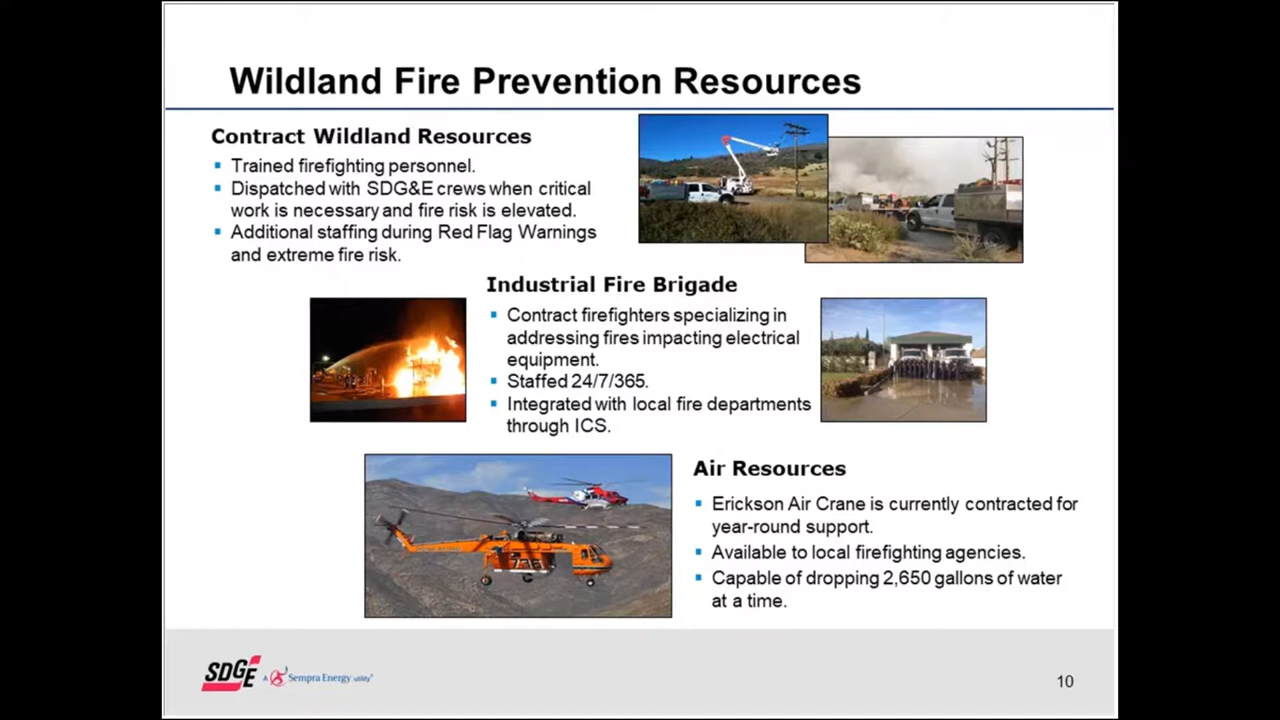 Wildland Fire Prevention Resources
Contract Wildland Resources
▪ Trained firefighting personnel.
▪ Dispatched with SDG&E crews when critical
work is necessary and fire risk is elevated.
▪ Additional staffing during Red Flag Warnings
and extreme fire risk.
Industrial Fire Brigade
▪ Contract firefighters specializing in
addressing fires impacting electrical
equipment.
▪ Staffed 24/7/365.
▪ Integrated with local fire departments
through ICS.
736
Air Resources
▪ Erickson Air Crane is currently contracted for
year-round support.
▪ Available to local firefighting agencies.
▪ Capable of dropping 2,650 gallons of water
at a time.
SDGE
A Sempra Energy utility
10